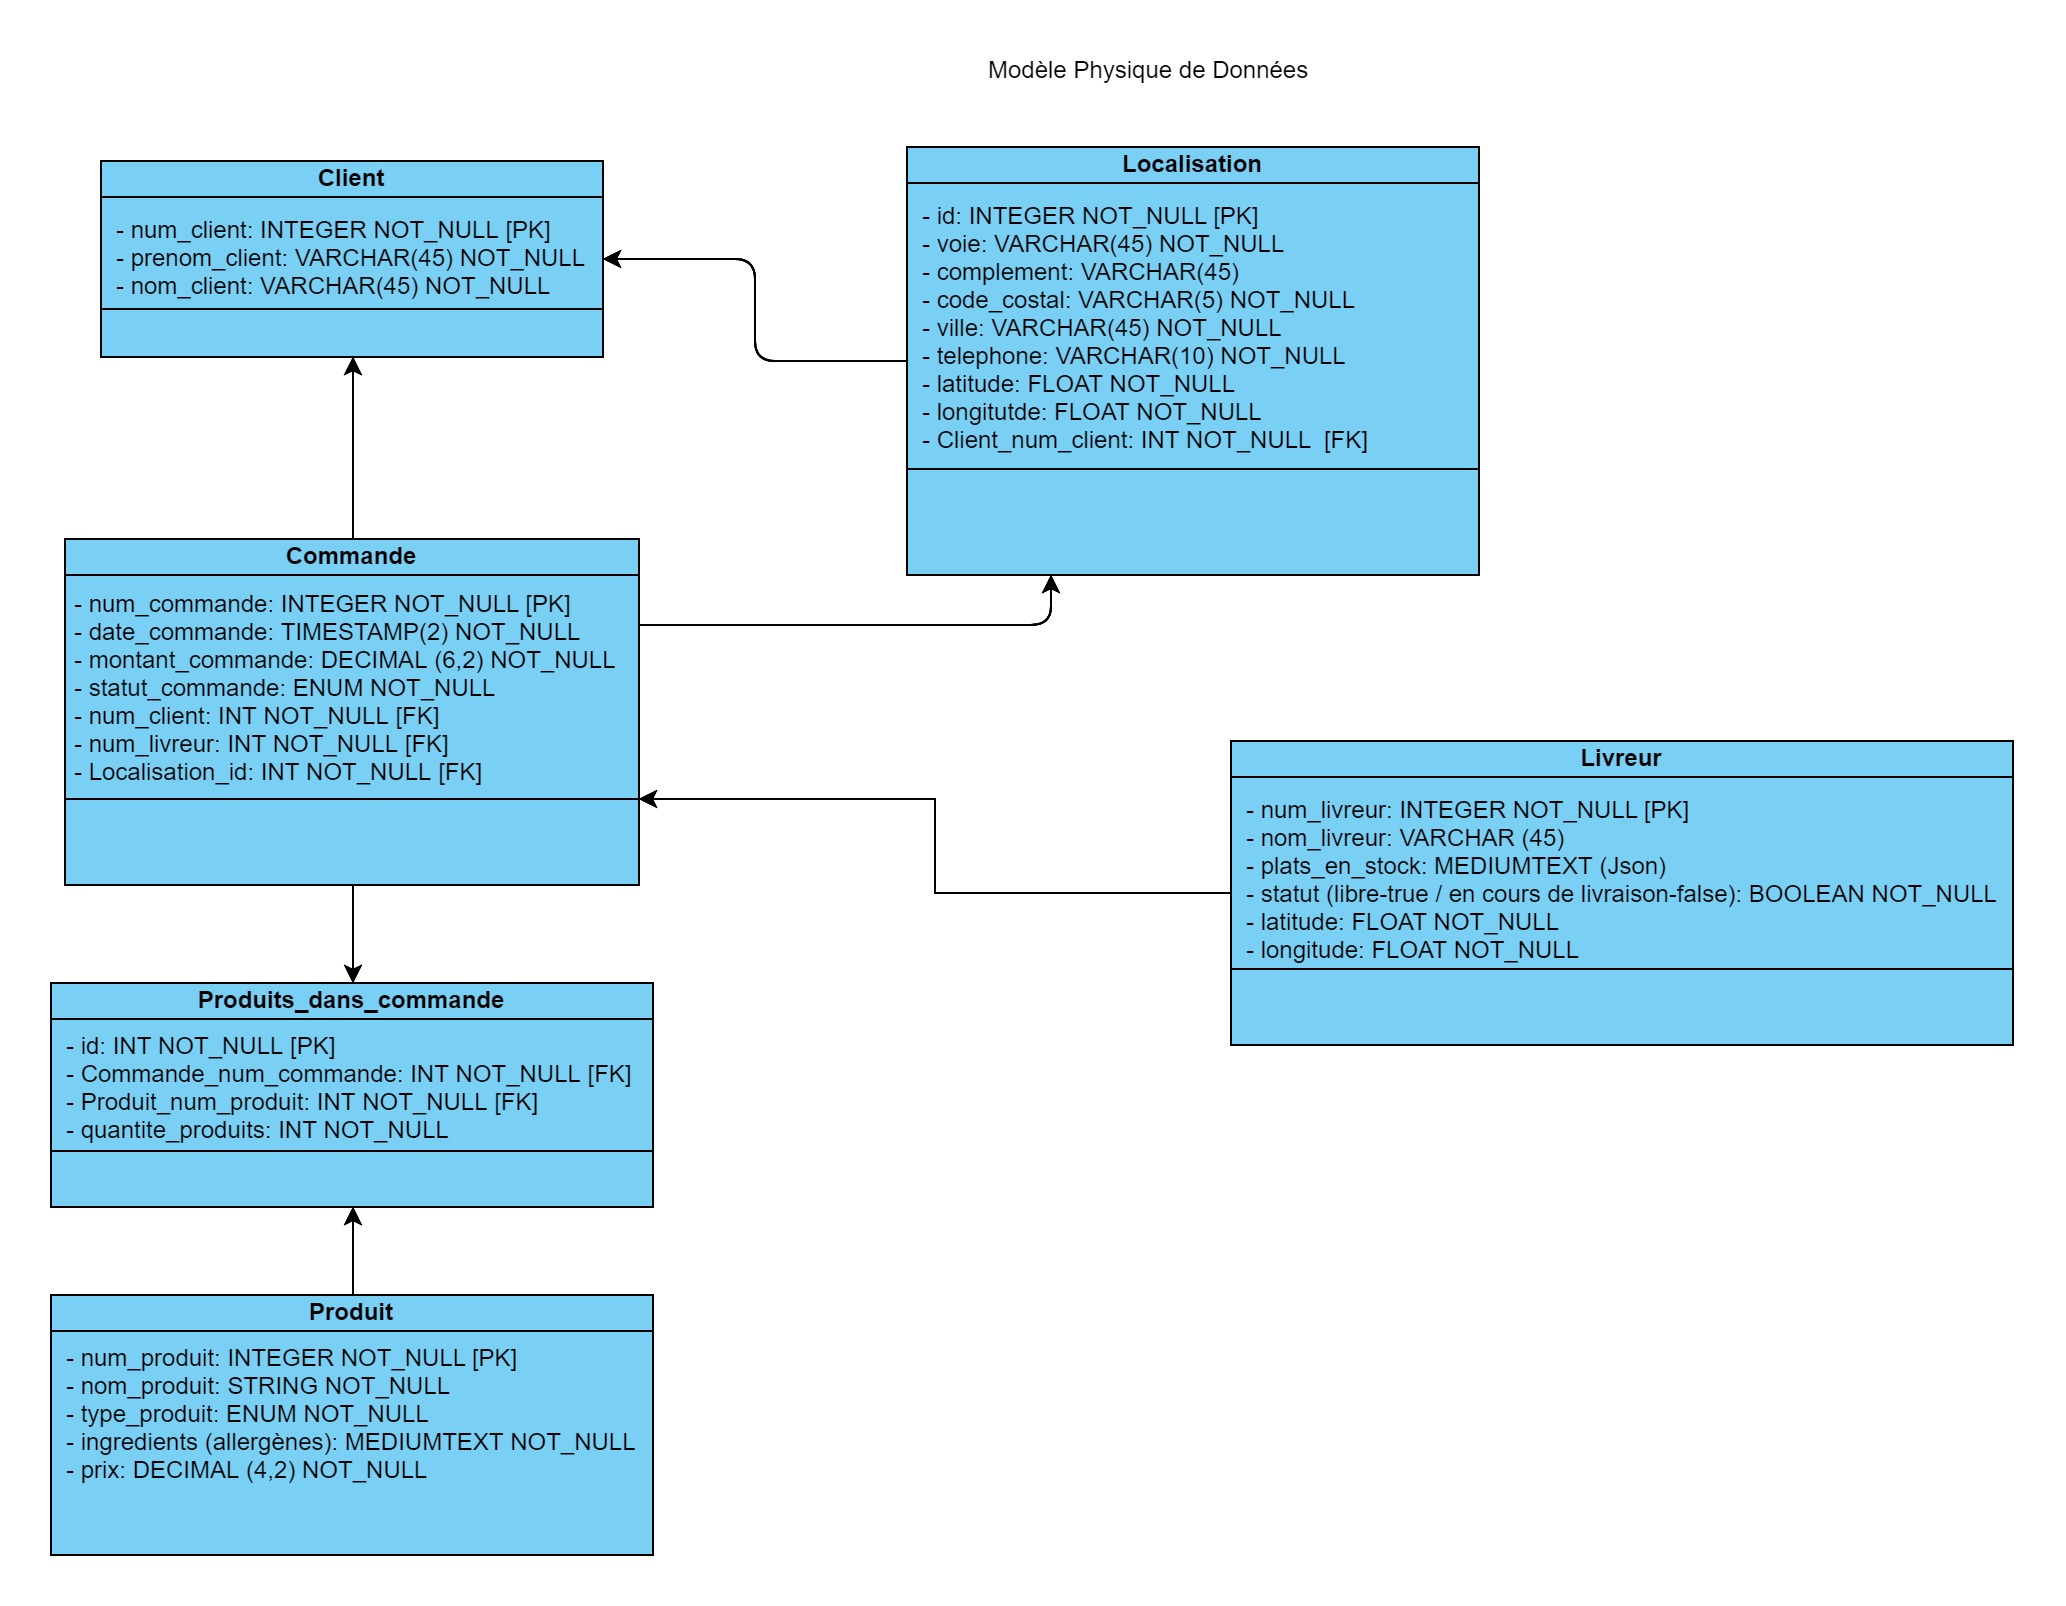 Modèle Physique de Données
Client
- num_client: INTEGER NOT_NULL [PK]
- prenom_client: VARCHAR(45) NOT_NULL
- nom_client: VARCHAR(45) NOT_NULL
Localisation
- id: INTEGER NOT_NULL [PK]
- voie: VARCHAR(45) NOT_NULL
- complement: VARCHAR(45)
- code_costal: VARCHAR(5) NOT_NULL
- ville: VARCHAR(45) NOT_NULL
- telephone: VARCHAR(10) NOT_NULL
- latitude: FLOAT NOT_NULL
- longitutde: FLOAT NOT_NULL
- Client_num_client: INT NOT_NULL  [FK]
Commande
- num_commande: INTEGER NOT_NULL [PK]
- date_commande: TIMESTAMP(2) NOT_NULL
- montant_commande: DECIMAL (6,2) NOT_NULL
- statut_commande: ENUM NOT_NULL
- num_client: INT NOT_NULL [FK]
- num_livreur: INT NOT_NULL [FK]
- Localisation_id: INT NOT_NULL [FK]
Livreur
- num_livreur: INTEGER NOT_NULL [PK]
- nom_livreur: VARCHAR (45)
- plats_en_stock: MEDIUMTEXT (Json)
- statut (libre-true / en cours de livraison-false): BOOLEAN NOT_NULL
- latitude: FLOAT NOT_NULL
- longitude: FLOAT NOT_NULL
Produits_dans_commande
- id: INT NOT_NULL [PK]
- Commande_num_commande: INT NOT_NULL [FK]
- Produit_num_produit: INT NOT_NULL [FK]
- quantite_produits: INT NOT_NULL
Produit
- num_produit: INTEGER NOT_NULL [PK]
- nom_produit: STRING NOT_NULL
- type_produit: ENUM NOT_NULL
- ingredients (allergènes): MEDIUMTEXT NOT_NULL
- prix: DECIMAL (4,2) NOT_NULL